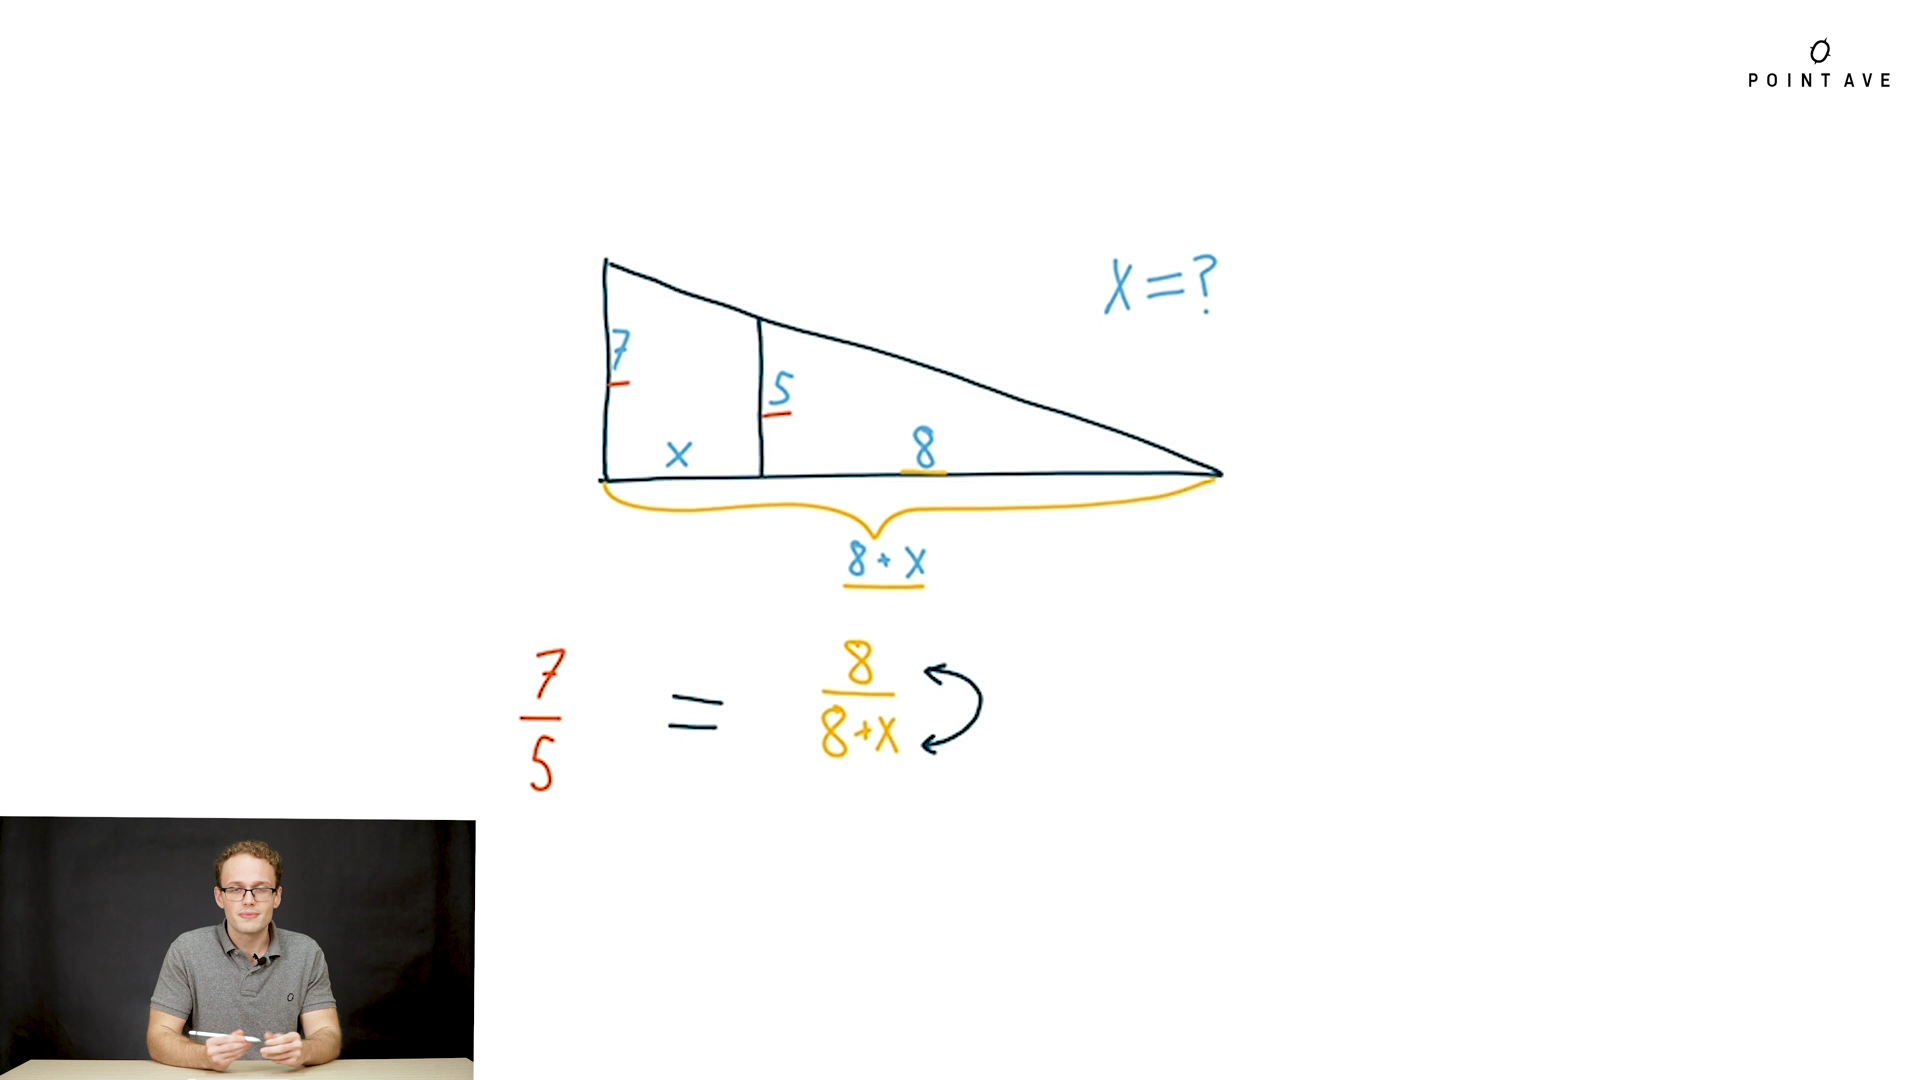 POINT AVE
X = ?
7
5
x
8
8 + x
7/5 = 8/8+x